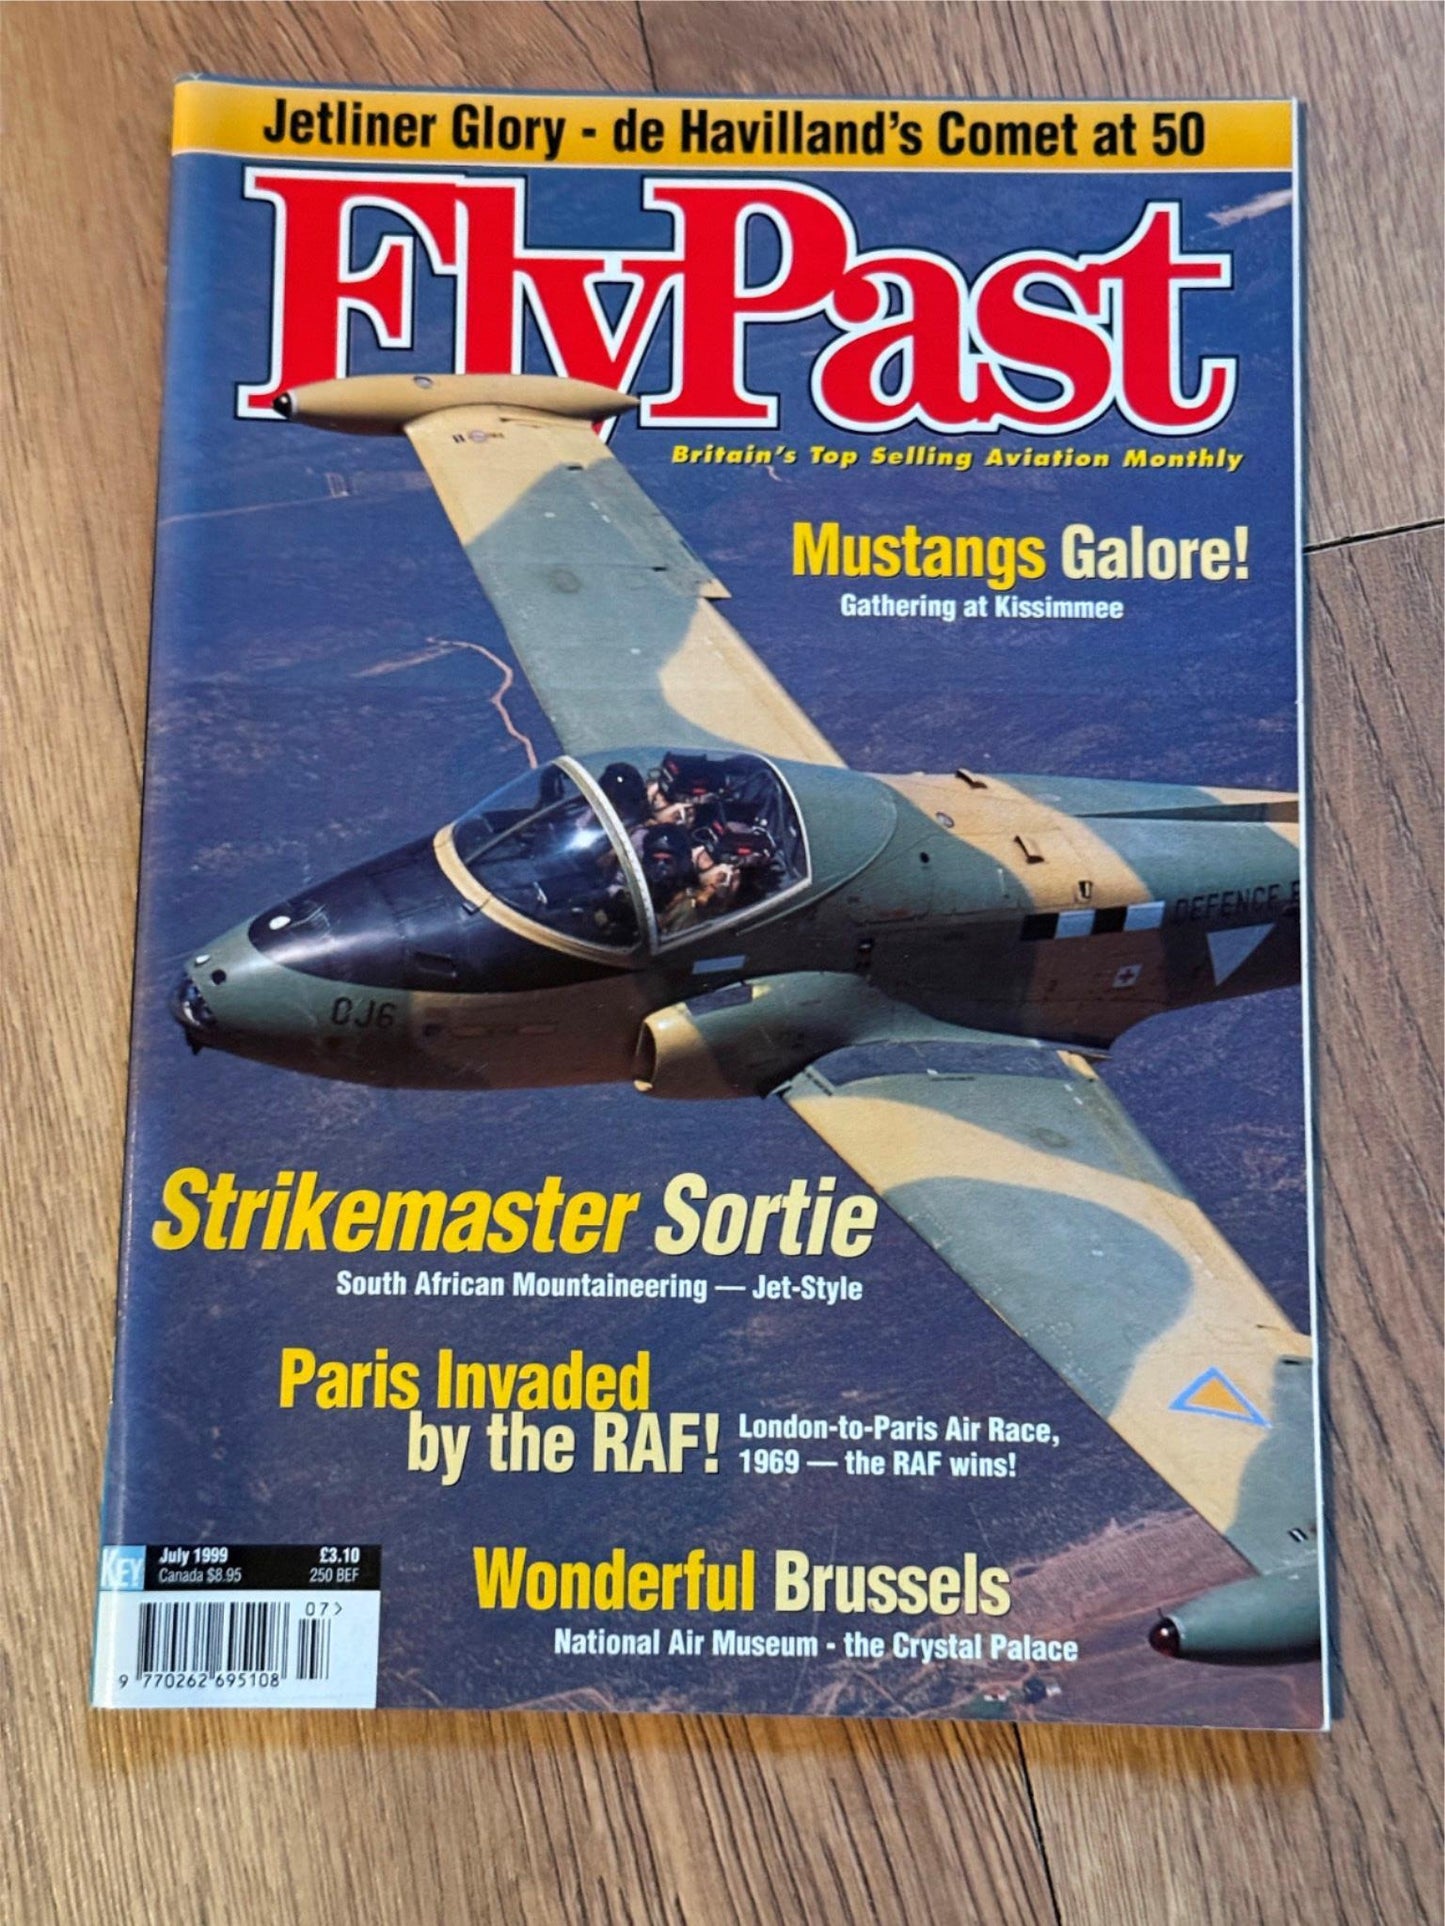 Jetliner Glory - de Havilland's Comet at 50
FlyPast
Britain's Top Selling Aviation Monthly
Mustangs Galore!
Gathering at Kissimmee
DEFENCE
OJ6
Strikemaster Sortie
South African Mountaineering — Jet-Style
Paris Invaded
by the RAF!
London-to-Paris Air Race,
1969 — the RAF wins!
KEY
July 1999 £3.10
Canada $8.95 250 BEF
07>
9 770262 695108
Wonderful Brussels
National Air Museum - the Crystal Palace